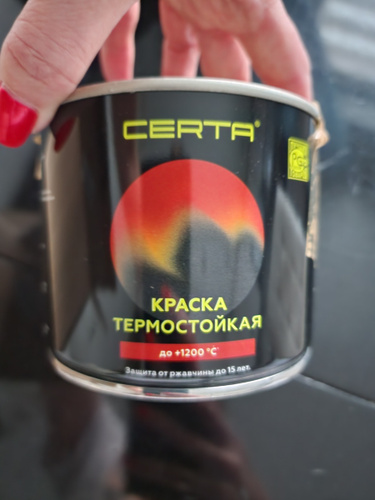 CERTA®
КРАСКА
ТЕРМОСТОЙКАЯ
до +1200 °C*
Защита от ржавчины до 15 лет.